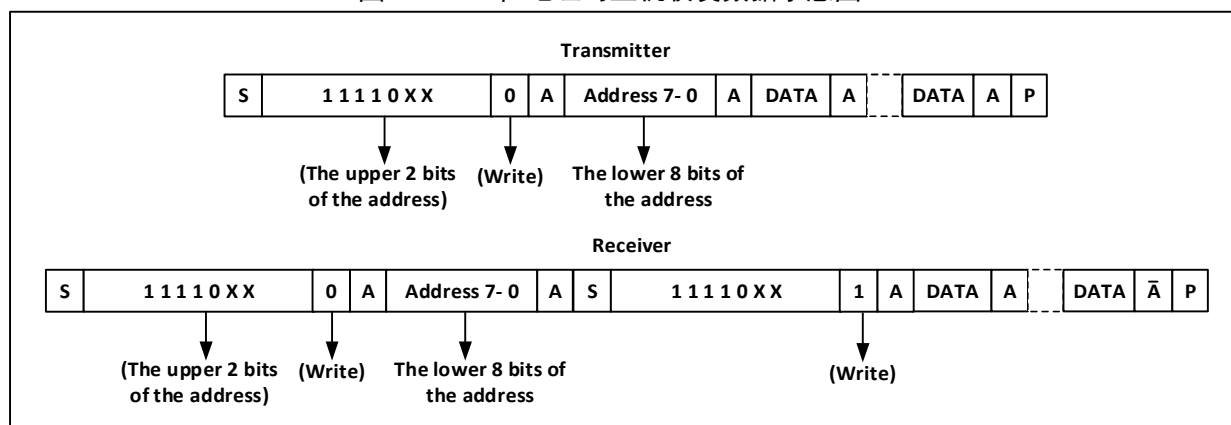 Transmitter
S 1 1 1 1 0 X X 0 A Address 7- 0 A DATA A DATA A P
(The upper 2 bits of the address) (Write) The lower 8 bits of the address
Receiver
S 1 1 1 1 0 X X 0 A Address 7- 0 A S 1 1 1 1 0 X X 1 A DATA A DATA Ā P
(The upper 2 bits of the address) (Write) The lower 8 bits of the address (Write)